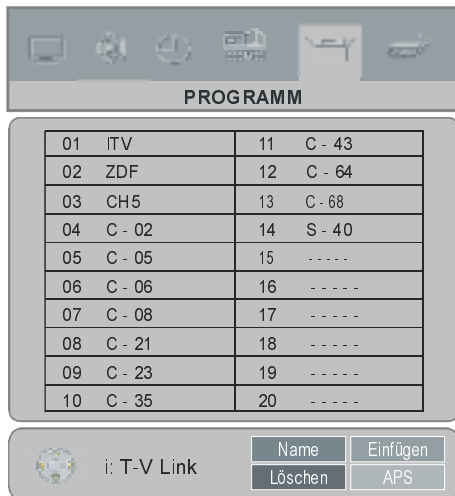 PROGRAMM
01 ITV 11 C - 43
02 ZDF 12 C - 64
03 CH5 13 C - 68
04 C - 02 14 S - 40
05 C - 05 15 - - - - -
06 C - 06 16 - - - - -
07 C - 08 17 - - - - -
08 C - 21 18 - - - - -
09 C - 23 19 - - - - -
10 C - 35 20 - - - - -
i: T-V Link
Name Einfügen
Löschen APS